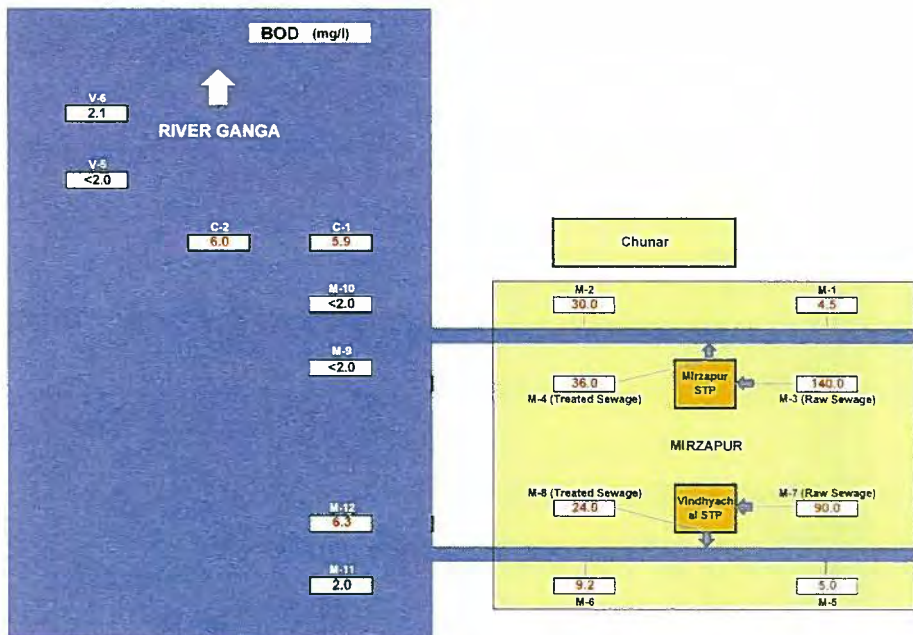 BOD (mg/l)
V-6
2.1
RIVER GANGA
V-5
<2.0
C-2
6.0
C-1
5.9
Chunar
M-10
<2.0
M-2
30.0
M-1
4.5
M-9
<2.0
36.0
M-4 (Treated Sewage)
Mirzapur
STP
140.0
M-3 (Raw Sewage)
MIRZAPUR
M-8 (Treated Sewage)
24.0
Vindhyach
al STP
M-7 (Raw Sewage)
90.0
M-12
6.3
M-11
2.0
9.2
M-6
5.0
M-5